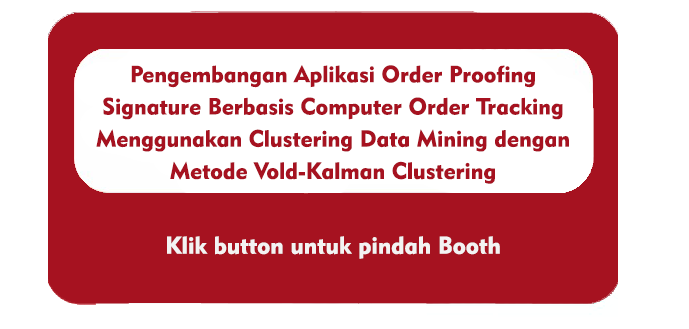 Pengembangan Aplikasi Order Proofing
Signature Berbasis Computer Order Tracking
Menggunakan Clustering Data Mining dengan
Metode Vold-Kalman Clustering
Klik button untuk pindah Booth